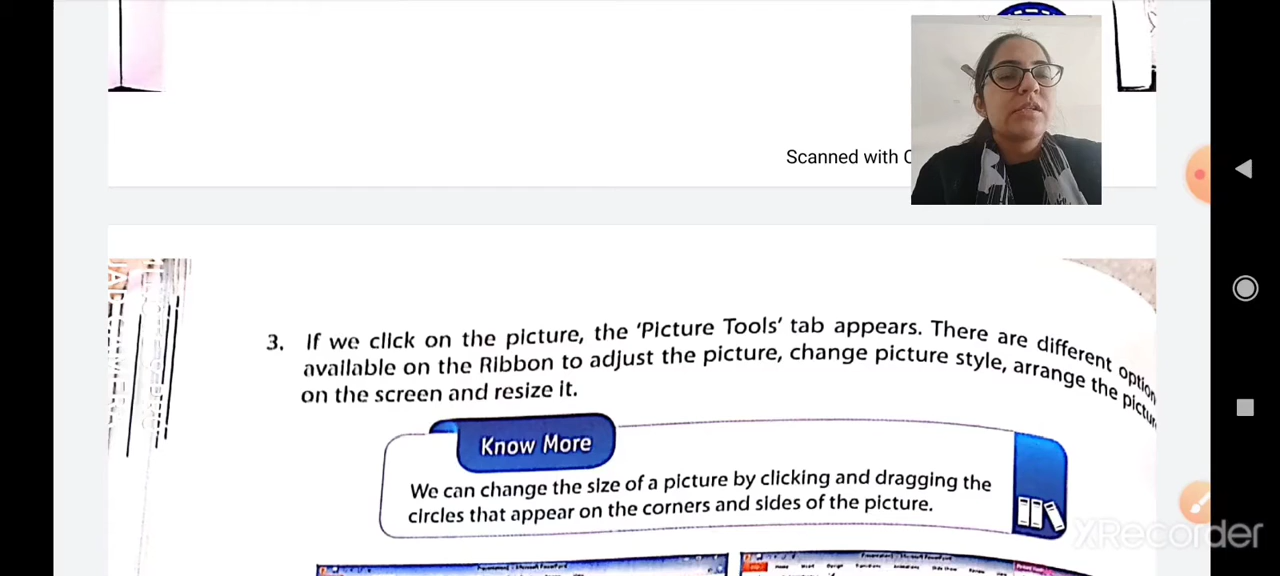 Scanned with C
3. If we click on the picture, the 'Picture Tools' tab appears. There are different option
available on the Ribbon to adjust the picture, change picture style, arrange the pictur
on the screen and resize it.
Know More
We can change the size of a picture by clicking and dragging the
circles that appear on the corners and sides of the picture.
XRecorder